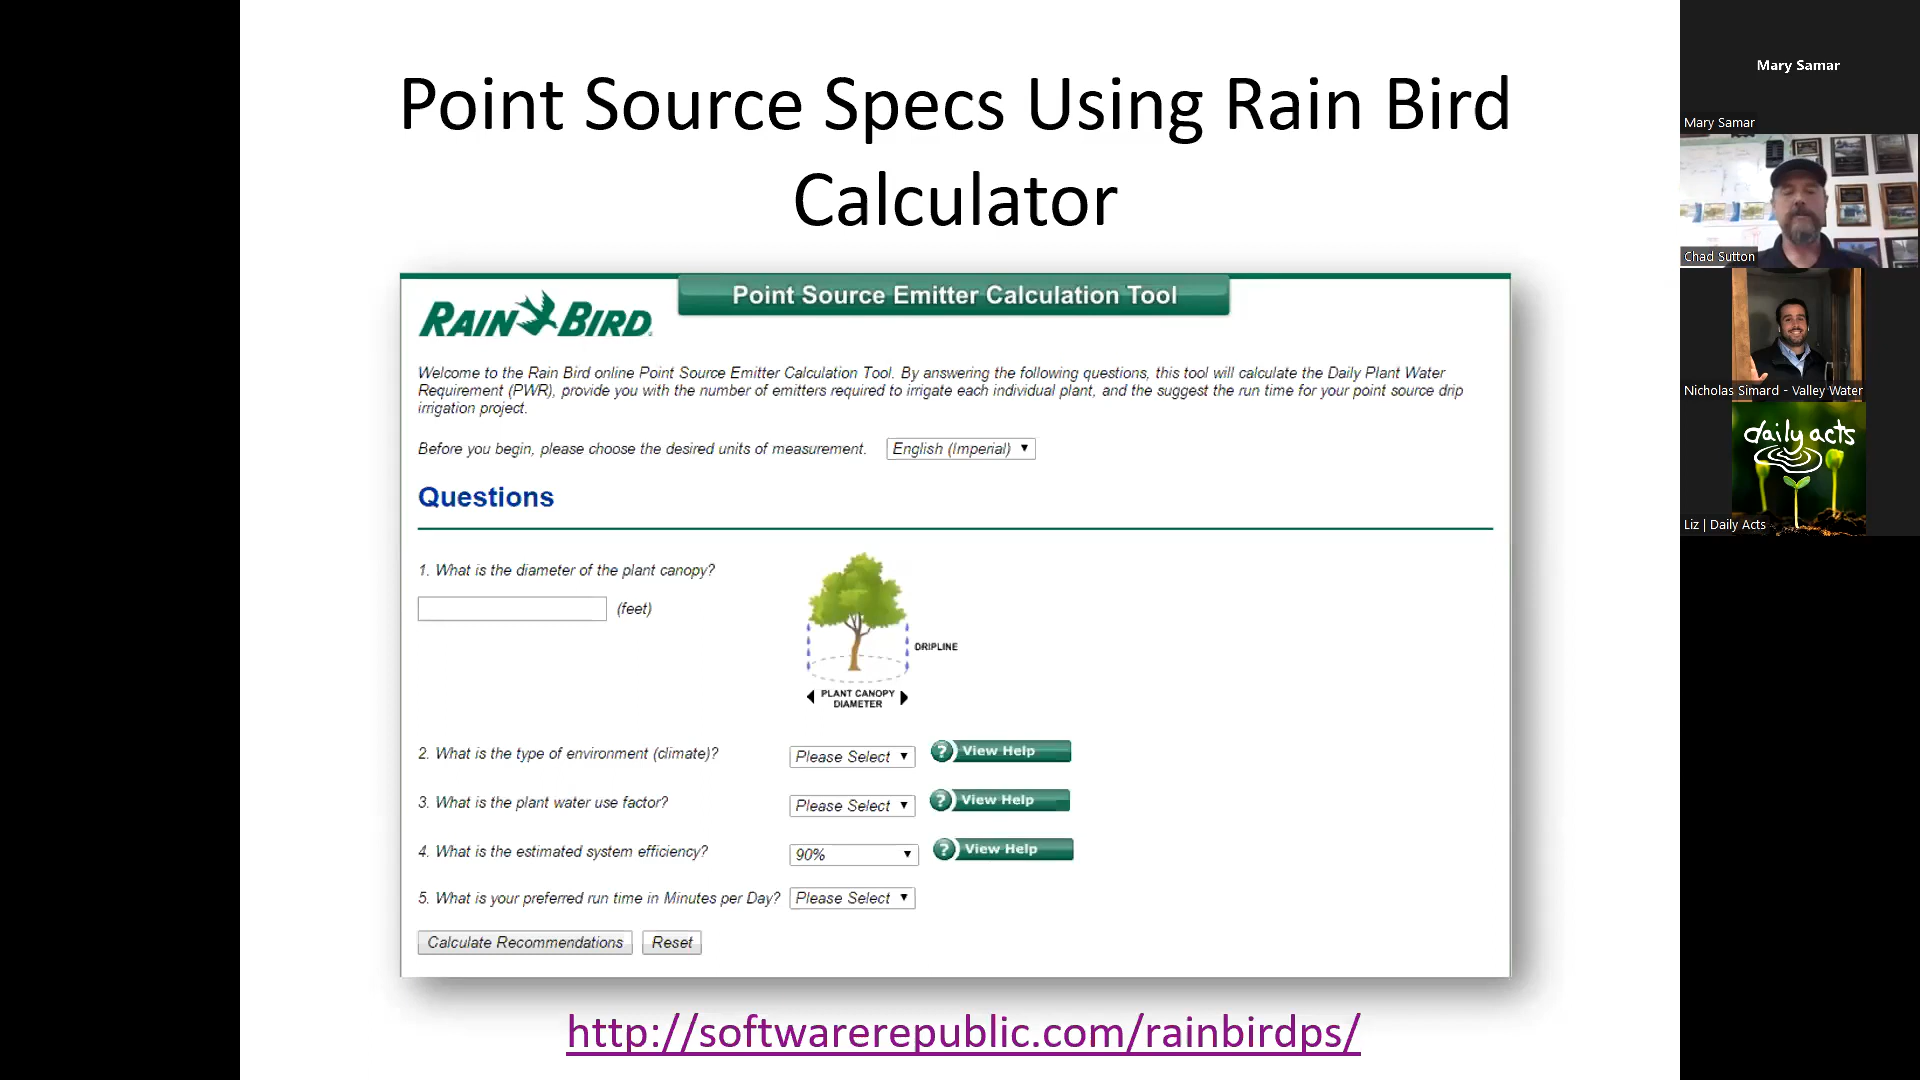 Point Source Specs Using Rain Bird
Calculator
RAIN BIRD
Point Source Emitter Calculation Tool
Welcome to the Rain Bird online Point Source Emitter Calculation Tool. By answering the following questions, this tool will calculate the Daily Plant Water
Requirement (PWR), provide you with the number of emitters required to irrigate each individual plant, and the suggest the run time for your point source drip
irrigation project.
Before you begin, please choose the desired units of measurement. English (Imperial)
Questions
1. What is the diameter of the plant canopy?
(feet)
DRIPLINE
PLANT CANOPY
DIAMETER
2. What is the type of environment (climate)? Please Select ? View Help
3. What is the plant water use factor? Please Select ? View Help
4. What is the estimated system efficiency? 90% ? View Help
5. What is your preferred run time in Minutes per Day? Please Select
Calculate Recommendations Reset
http://softwarerepublic.com/rainbirdps/
Mary Samar
Mary Samar
Chad Sutton
Nicholas Simard - Valley Water
daily acts
Liz | Daily Acts